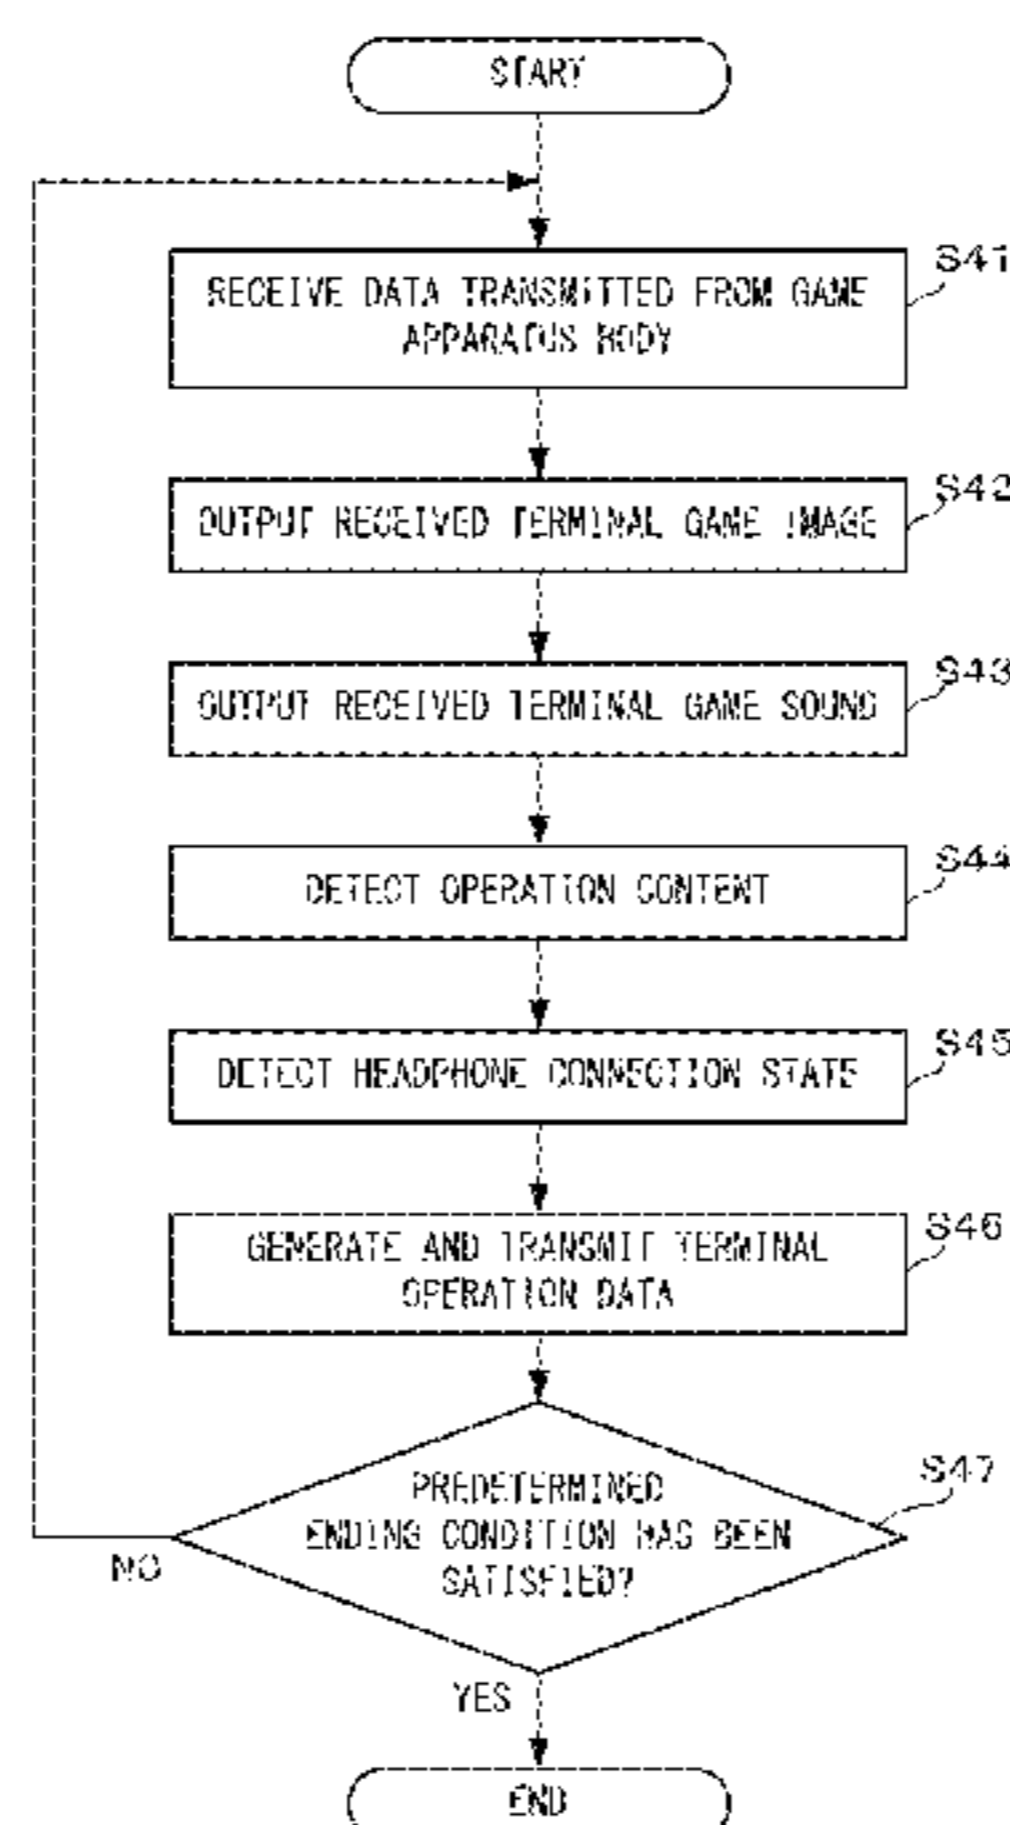 START
S41
RECEIVE DATA TRANSMITTED FROM GAME
APPARATUS BODY
S42
OUTPUT RECEIVED TERMINAL GAME IMAGE
S43
OUTPUT RECEIVED TERMINAL GAME SOUND
S44
DETECT OPERATION CONTENT
S45
DETECT HEADPHONE CONNECTION STATE
S46
GENERATE AND TRANSMIT TERMINAL
OPERATION DATA
S47
PREDETERMINED
ENDING CONDITION HAS BEEN
SATISFIED?
NO
YES
END